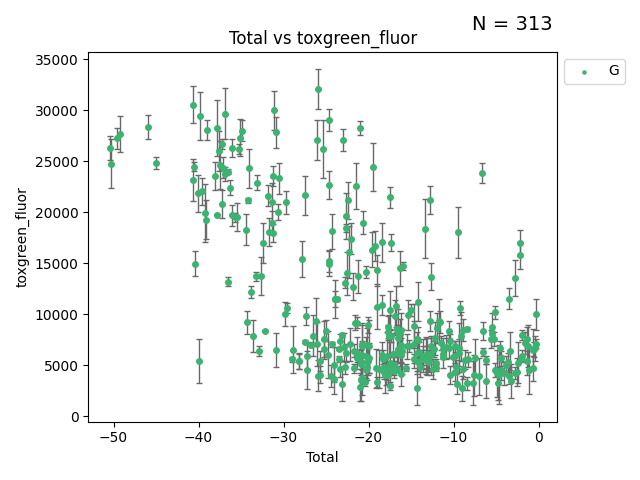 N = 313
Total vs toxgreen_fluor
G
toxgreen_fluor
35000
30000
25000
20000
15000
10000
5000
0
−50 −40 −30 −20 −10 0
Total